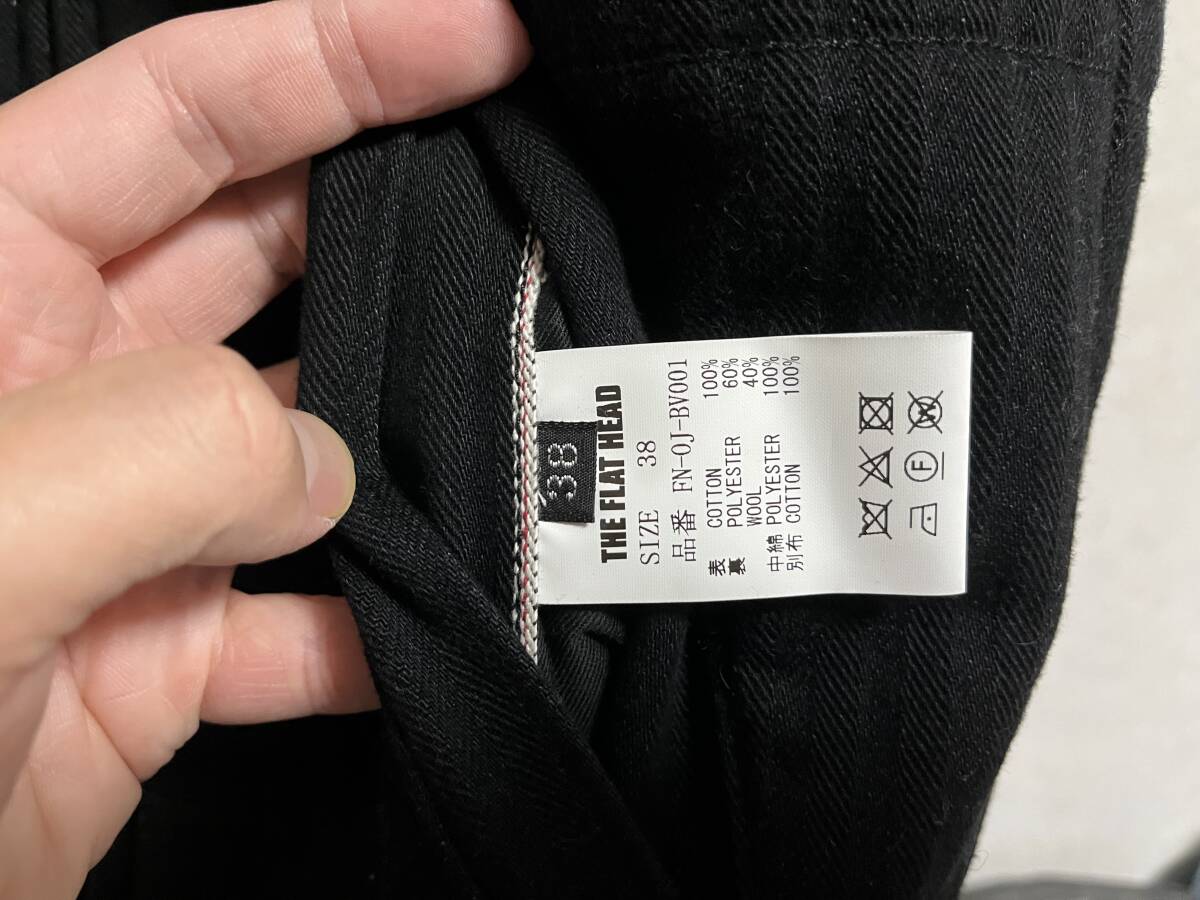 38
THE FLAT HEAD
SIZE 38
品番 FN-OJ-BV001
表 COTTON 100%
裏 POLYESTER 60%
WOOL 40%
中綿 POLYESTER 100%
別布 COTTON 100%
W
F